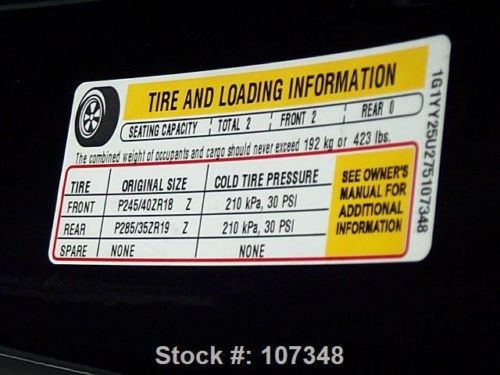 TIRE AND LOADING INFORMATION
SEATING CAPACITY TOTAL 2 FRONT 2 REAR 0
The combined weight of occupants and cargo should never exceed 192 kg or 423 lbs.
TIRE ORIGINAL SIZE COLD TIRE PRESSURE
FRONT P245/40ZR18 Z 210 kPa, 30 PSI
REAR P285/35ZR19 Z 210 kPa, 30 PSI
SPARE NONE NONE
SEE OWNER'S
MANUAL FOR
ADDITIONAL
INFORMATION
1G1YY25U275107348
Stock #: 107348